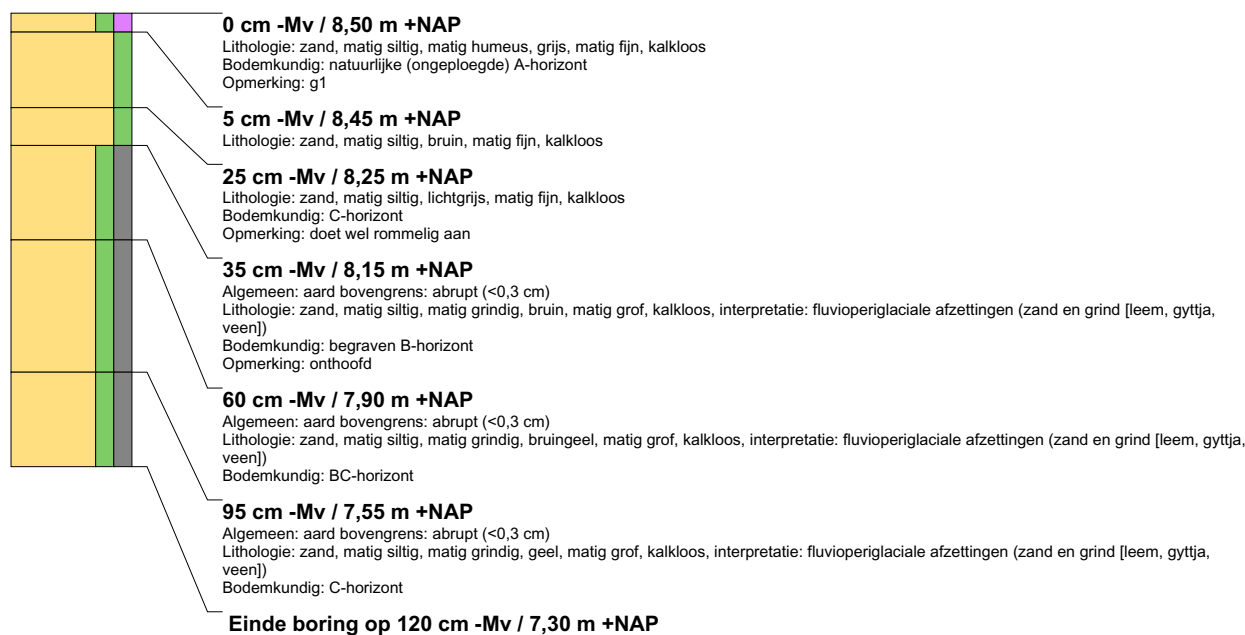 0 cm -Mv / 8,50 m +NAP
Lithologie: zand, matig siltig, matig humeus, grijs, matig fijn, kalkloos
Bodemkundig: natuurlijke (ongeploegde) A-horizont
Opmerking: g1
5 cm -Mv / 8,45 m +NAP
Lithologie: zand, matig siltig, bruin, matig fijn, kalkloos
25 cm -Mv / 8,25 m +NAP
Lithologie: zand, matig siltig, lichtgrijs, matig fijn, kalkloos
Bodemkundig: C-horizont
Opmerking: doet wel rommelig aan
35 cm -Mv / 8,15 m +NAP
Algemeen: aard bovengrens: abrupt (<0,3 cm)
Lithologie: zand, matig siltig, matig grindig, bruin, matig grof, kalkloos, interpretatie: fluvioperiglaciale afzettingen (zand en grind [leem, gyttja,
veen])
Bodemkundig: begraven B-horizont
Opmerking: onthoofd
60 cm -Mv / 7,90 m +NAP
Algemeen: aard bovengrens: abrupt (<0,3 cm)
Lithologie: zand, matig siltig, matig grindig, bruingeel, matig grof, kalkloos, interpretatie: fluvioperiglaciale afzettingen (zand en grind [leem, gyttja,
veen])
Bodemkundig: BC-horizont
95 cm -Mv / 7,55 m +NAP
Algemeen: aard bovengrens: abrupt (<0,3 cm)
Lithologie: zand, matig siltig, matig grindig, geel, matig grof, kalkloos, interpretatie: fluvioperiglaciale afzettingen (zand en grind [leem, gyttja,
veen])
Bodemkundig: C-horizont
Einde boring op 120 cm -Mv / 7,30 m +NAP